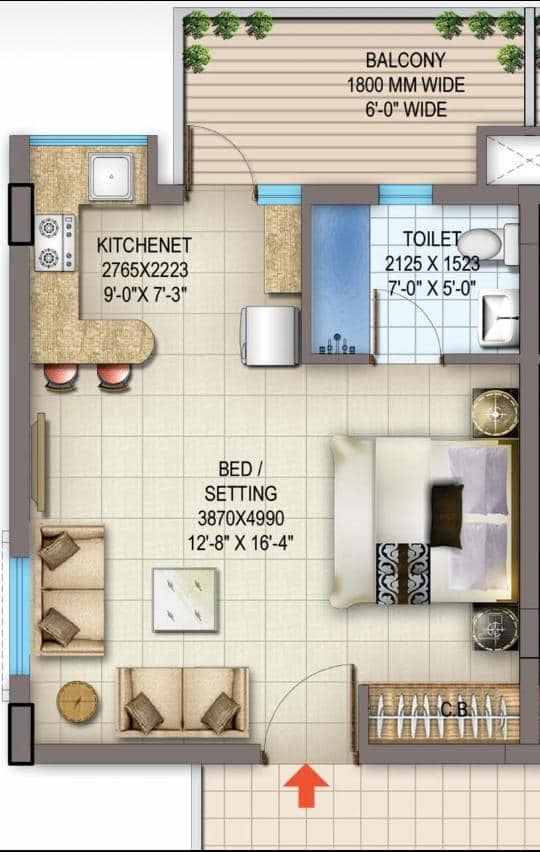 BALCONY
1800 MM WIDE
6'-0" WIDE
KITCHENET
2765X2223
9'-0"X 7'-3"
TOILET
2125 X 1523
7'-0" X 5'-0"
BED /
SETTING
3870X4990
12'-8" X 16'-4"
C.B.